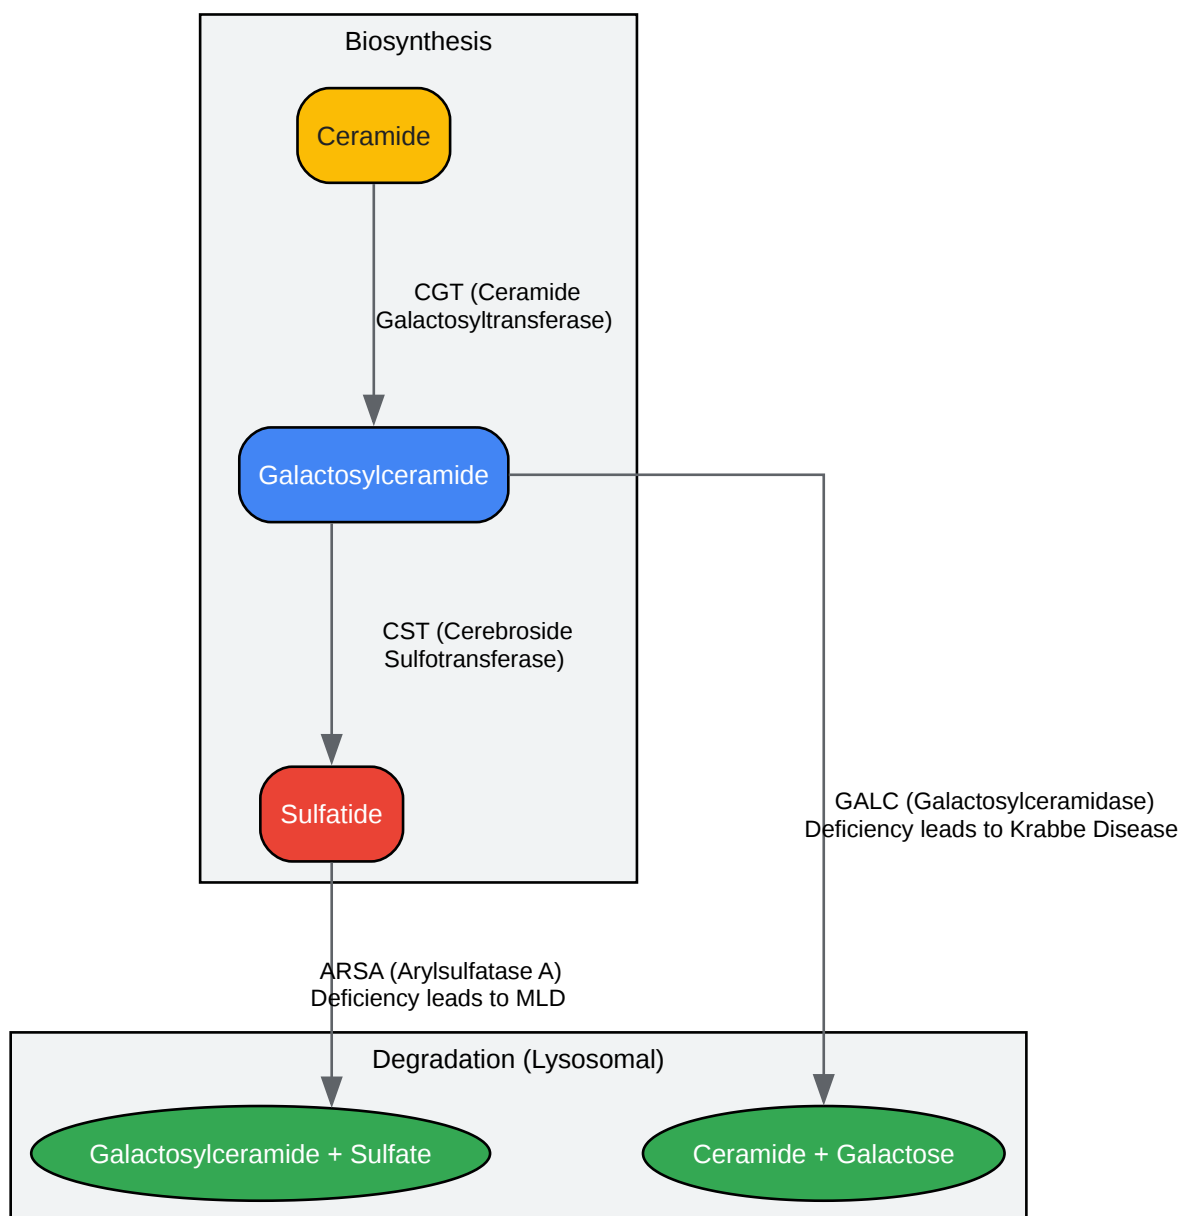 Biosynthesis
Ceramide
CGT (Ceramide
Galactosyltransferase)
Galactosylceramide
CST (Cerebroside
Sulfotransferase)
Sulfatide
GALC (Galactosylceramidase)
Deficiency leads to Krabbe Disease
ARSA (Arylsulfatase A)
Deficiency leads to MLD
Degradation (Lysosomal)
Galactosylceramide + Sulfate
Ceramide + Galactose